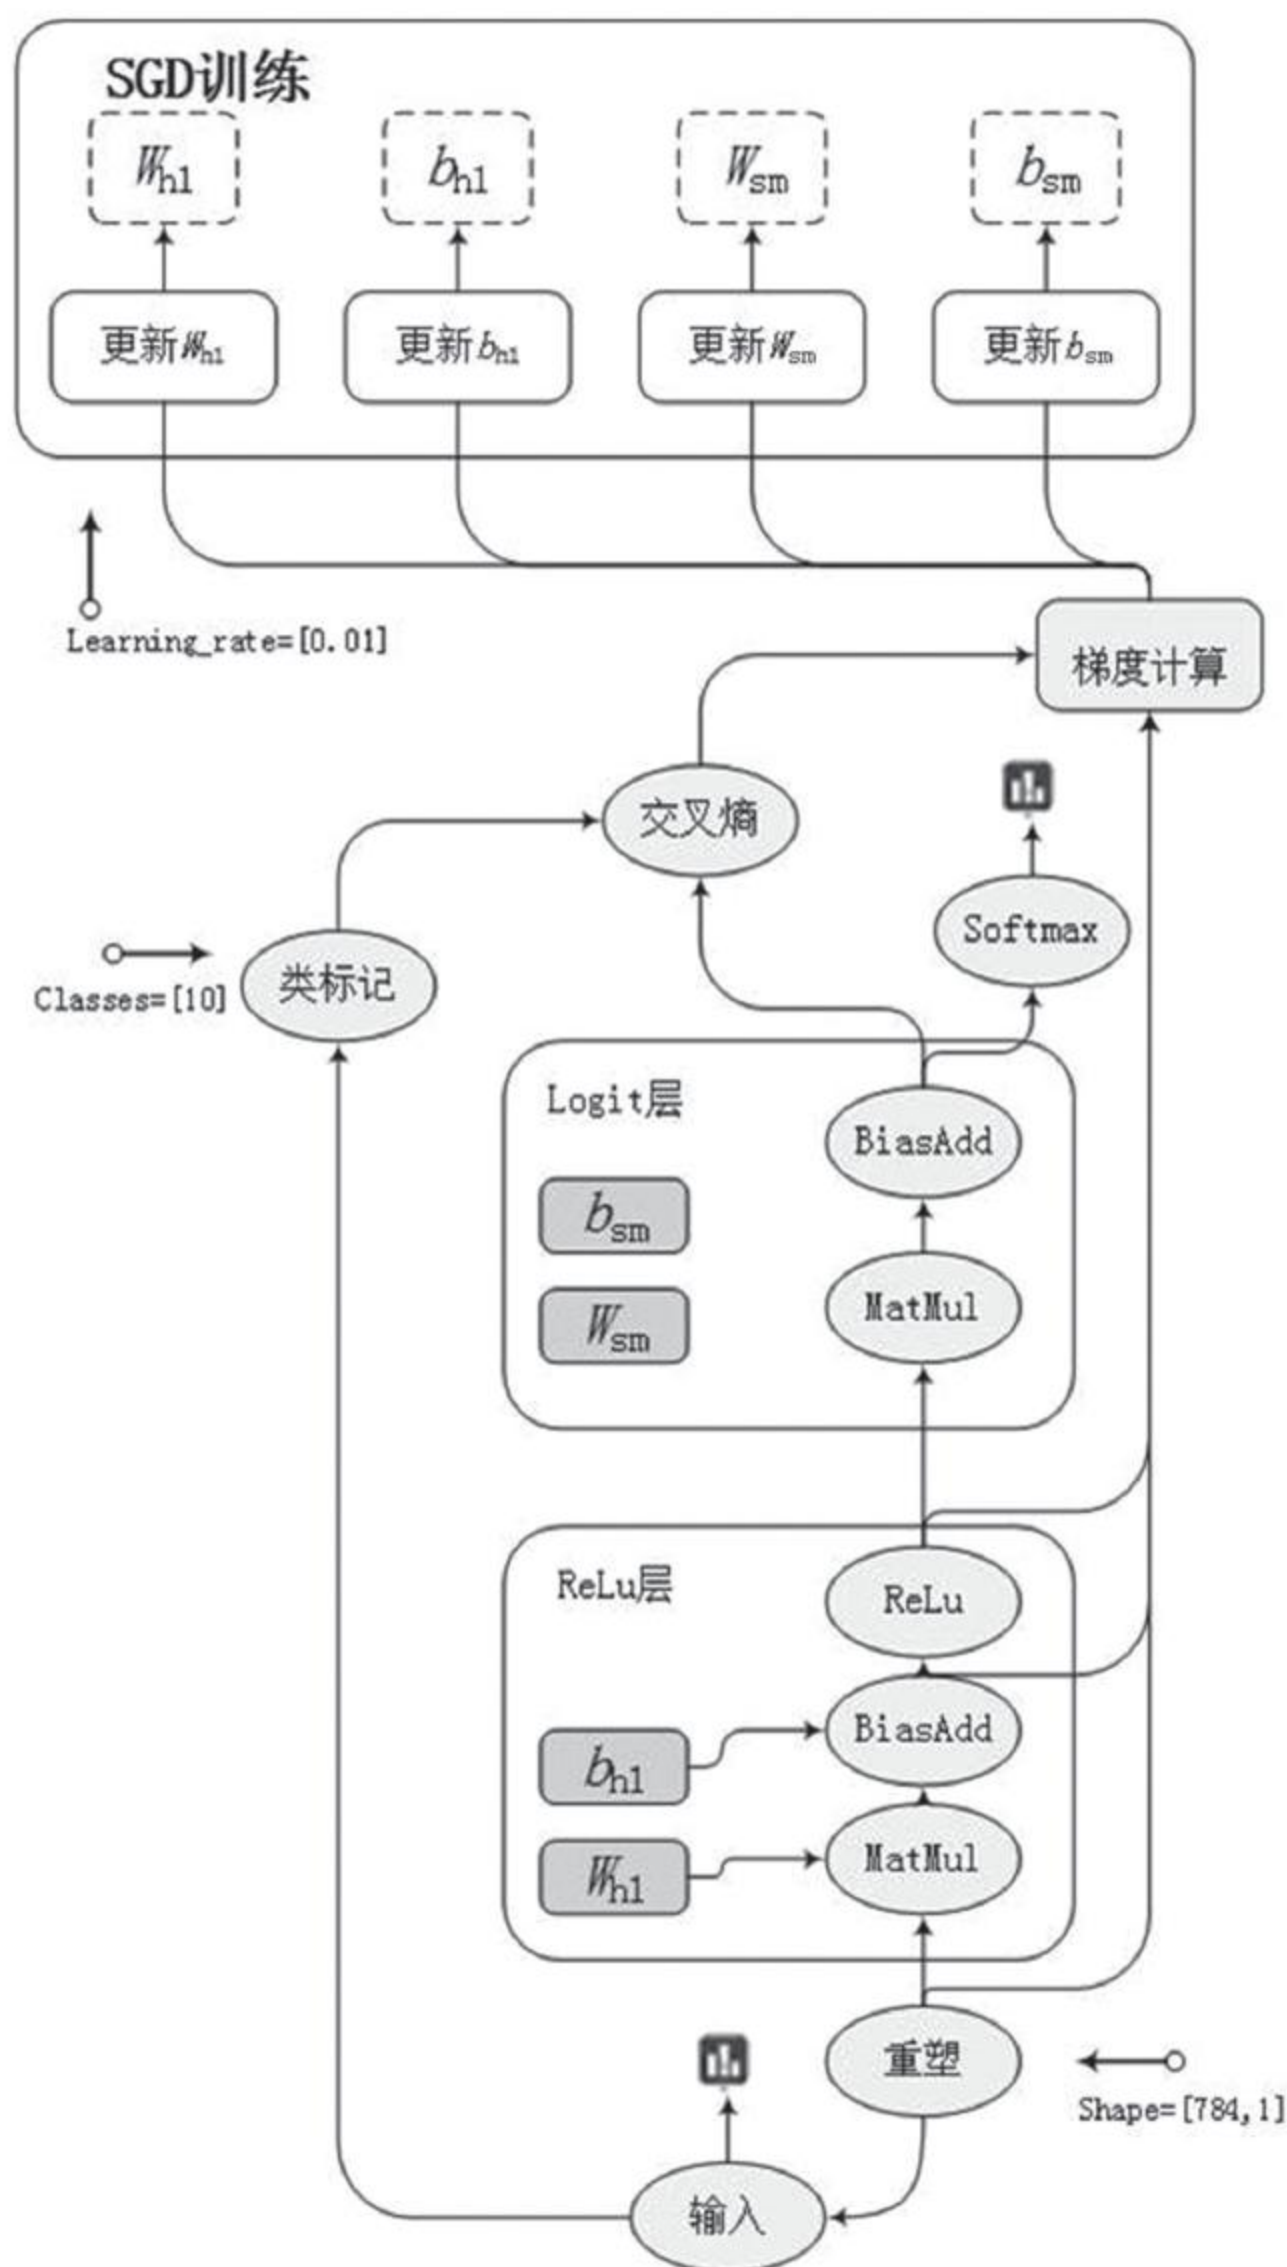 SGD训练
Wh1
bh1
Wsm
bsm
更新Wh1
更新bh1
更新Wsm
更新bsm
Learning_rate=[0.01]
梯度计算
交叉熵
Softmax
类标记
Classes=[10]
Logit层
BiasAdd
bsm
MatMul
Wsm
ReLu层
ReLu
BiasAdd
bh1
MatMul
Wh1
重塑
Shape=[784,1]
输入